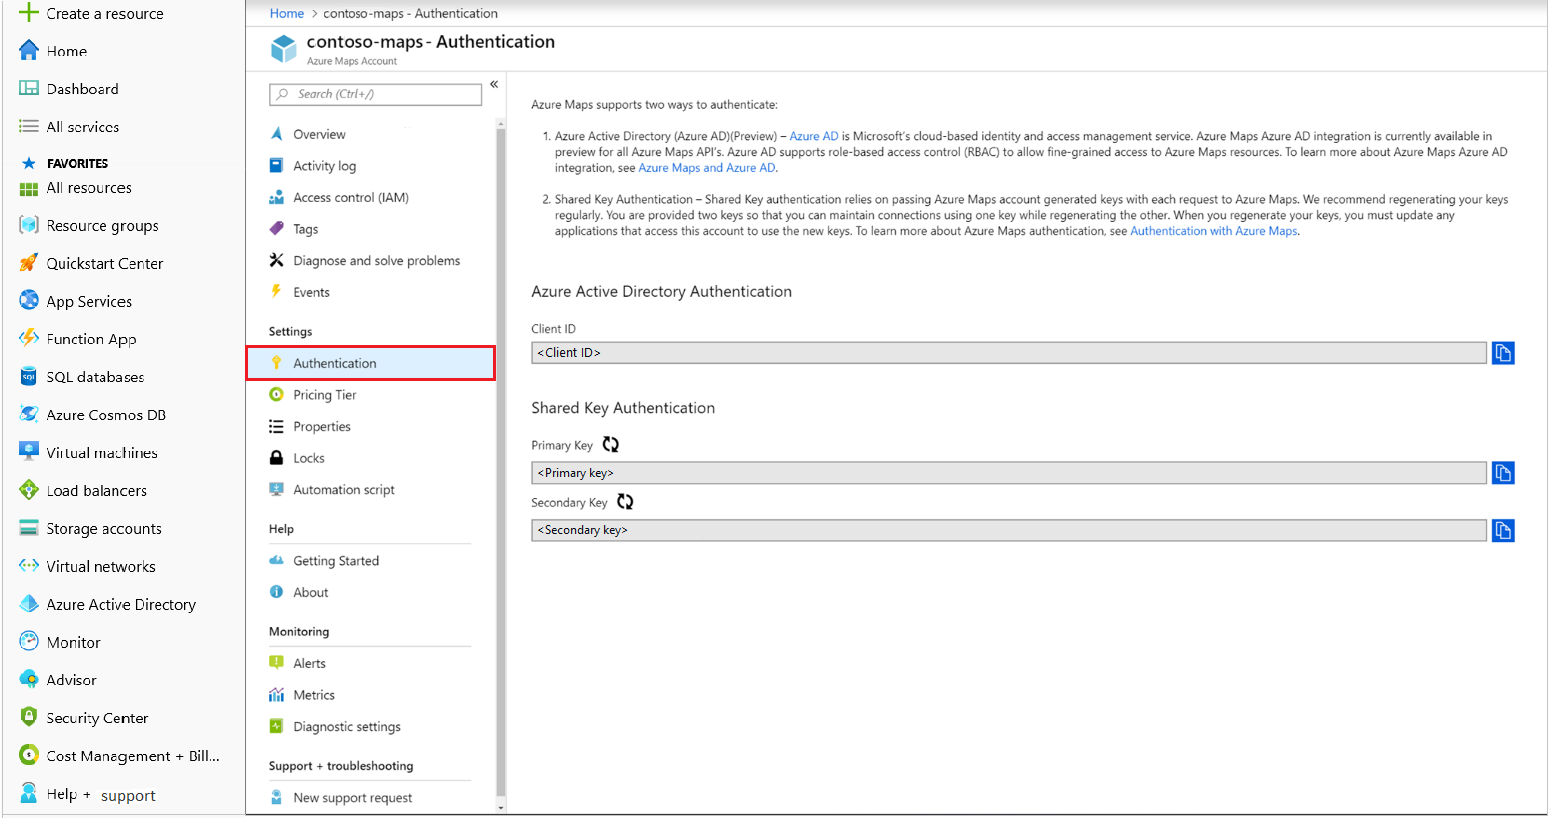 Create a resource
Home
Dashboard
All services
FAVORITES
All resources
Resource groups
Quickstart Center
App Services
Function App
SQL databases
Azure Cosmos DB
Virtual machines
Load balancers
Storage accounts
Virtual networks
Azure Active Directory
Monitor
Advisor
Security Center
Cost Management + Bill...
Help + support
Home > contoso-maps - Authentication
contoso-maps - Authentication
Azure Maps Account
Search (Ctrl+/)
«
Overview
Activity log
Access control (IAM)
Tags
Diagnose and solve problems
Events
Settings
Authentication
Pricing Tier
Properties
Locks
Automation script
Help
Getting Started
About
Monitoring
Alerts
Metrics
Diagnostic settings
Support + troubleshooting
New support request
Azure Maps supports two ways to authenticate:
1. Azure Active Directory (Azure AD)(Preview) – Azure AD is Microsoft's cloud-based identity and access management service. Azure Maps Azure AD integration is currently available in
preview for all Azure Maps API's. Azure AD supports role-based access control (RBAC) to allow fine-grained access to Azure Maps resources. To learn more about Azure Maps Azure AD
integration, see Azure Maps and Azure AD.
2. Shared Key Authentication – Shared Key authentication relies on passing Azure Maps account generated keys with each request to Azure Maps. We recommend regenerating your keys
regularly. You are provided two keys so that you can maintain connections using one key while regenerating the other. When you regenerate your keys, you must update any
applications that access this account to use the new keys. To learn more about Azure Maps authentication, see Authentication with Azure Maps.
Azure Active Directory Authentication
Client ID
<Client ID>
Shared Key Authentication
Primary Key
<Primary key>
Secondary Key
<Secondary key>